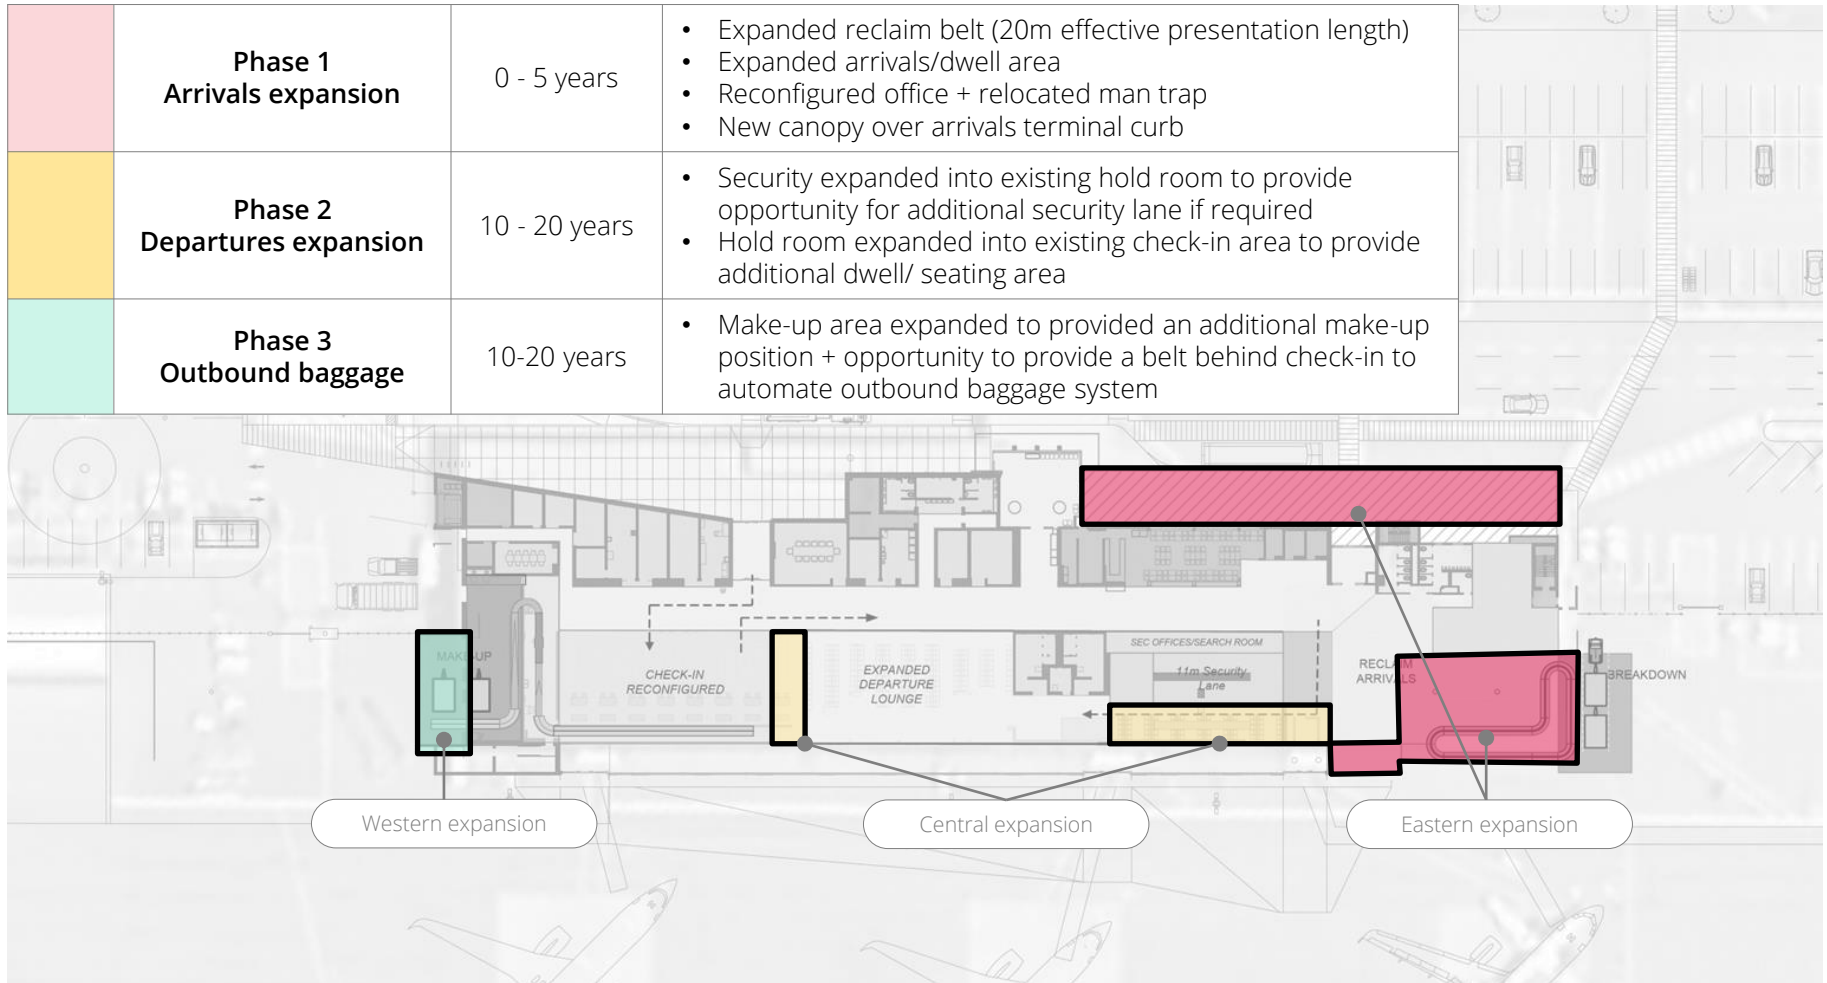 Phase 1
Arrivals expansion
0 - 5 years
• Expanded reclaim belt (20m effective presentation length)
• Expanded arrivals/dwell area
• Reconfigured office + relocated man trap
• New canopy over arrivals terminal curb
Phase 2
Departures expansion
10 - 20 years
• Security expanded into existing hold room to provide
opportunity for additional security lane if required
• Hold room expanded into existing check-in area to provide
additional dwell/ seating area
Phase 3
Outbound baggage
10-20 years
• Make-up area expanded to provided an additional make-up
position + opportunity to provide a belt behind check-in to
automate outbound baggage system
MAKE-UP
CHECK-IN
RECONFIGURED
EXPANDED
DEPARTURE
LOUNGE
SEC OFFICES/SEARCH ROOM
11m Security
Lane
RECLAIM
ARRIVALS
BREAKDOWN
Western expansion
Central expansion
Eastern expansion